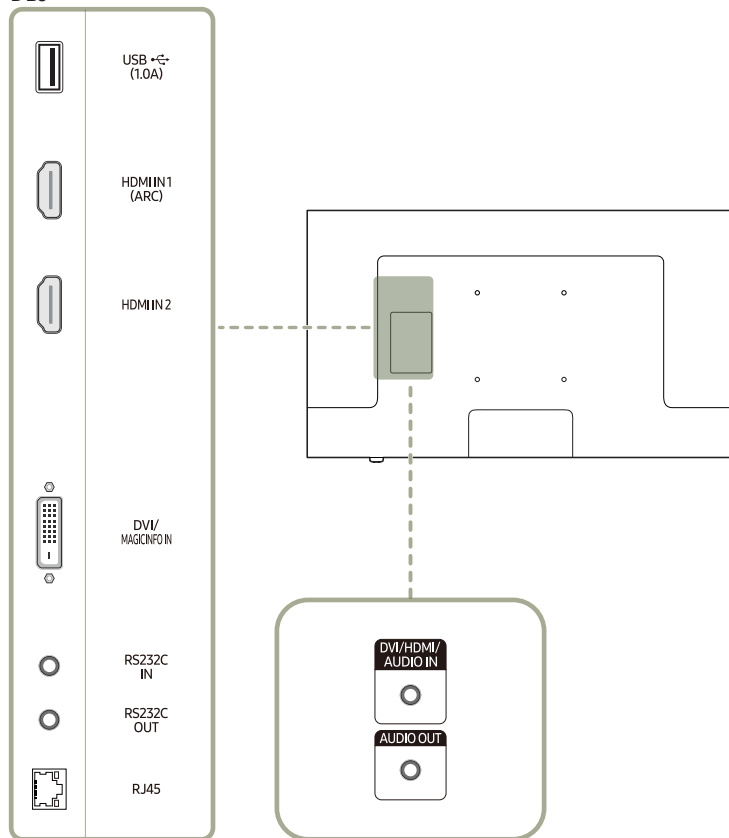 USB
(1.0A)
HDMI IN 1
(ARC)
HDMI IN 2
DVI/
MAGICINFO IN
RS232C
IN
RS232C
OUT
RJ45
DVI/HDMI/
AUDIO IN
AUDIO OUT